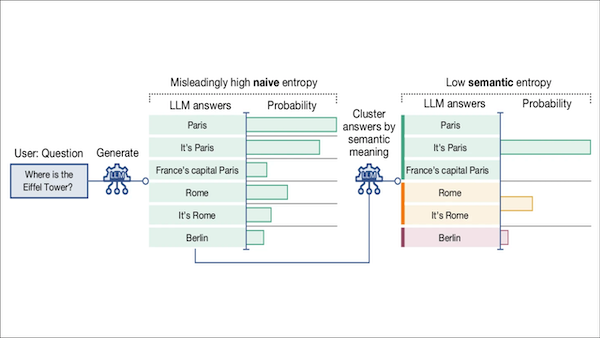 Misleadingly high naive entropy
LLM answers
Probability
Paris
It's Paris
France's capital Paris
Rome
It's Rome
Berlin
User: Question
Where is the
Eiffel Tower?
Generate
LLM
Cluster
answers by
semantic
meaning
LLM
Low semantic entropy
LLM answers
Probability
Paris
It's Paris
France's capital Paris
Rome
It's Rome
Berlin